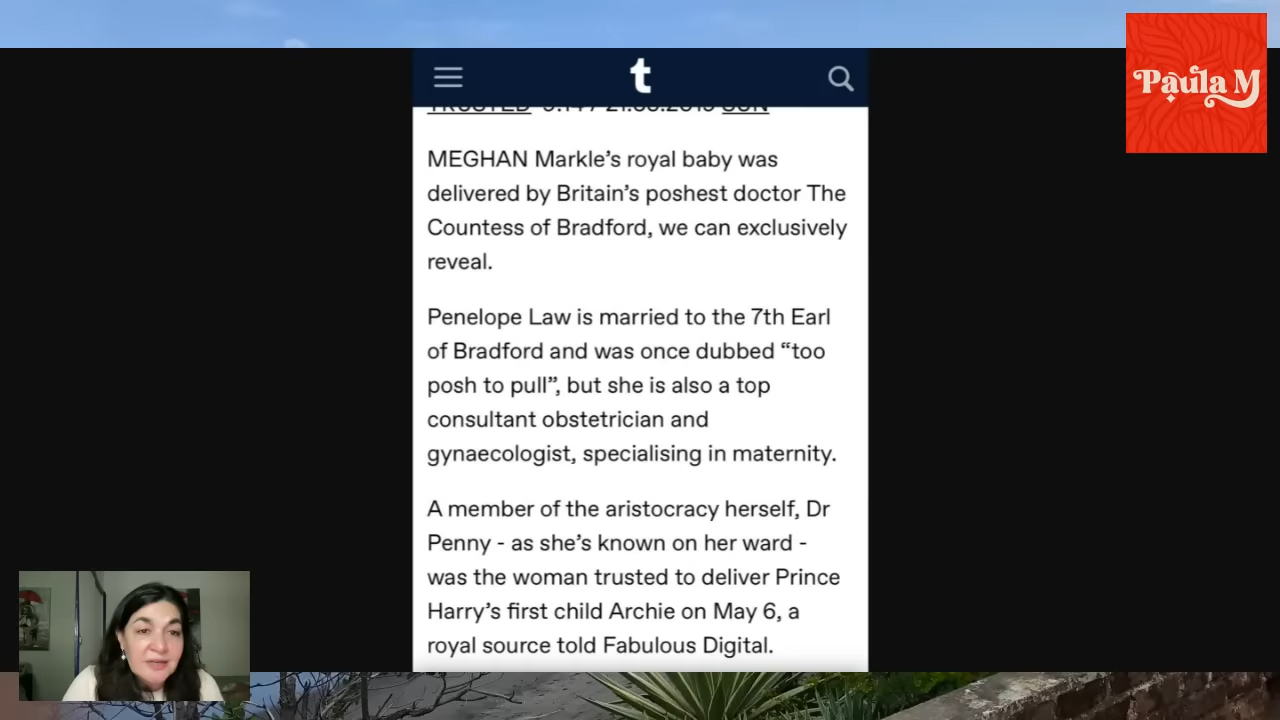 Paula M
t
TRUSTED
SUN
MEGHAN Markle’s royal baby was
delivered by Britain’s poshest doctor The
Countess of Bradford, we can exclusively
reveal.
Penelope Law is married to the 7th Earl
of Bradford and was once dubbed “too
posh to pull”, but she is also a top
consultant obstetrician and
gynaecologist, specialising in maternity.
A member of the aristocracy herself, Dr
Penny - as she’s known on her ward -
was the woman trusted to deliver Prince
Harry’s first child Archie on May 6, a
royal source told Fabulous Digital.